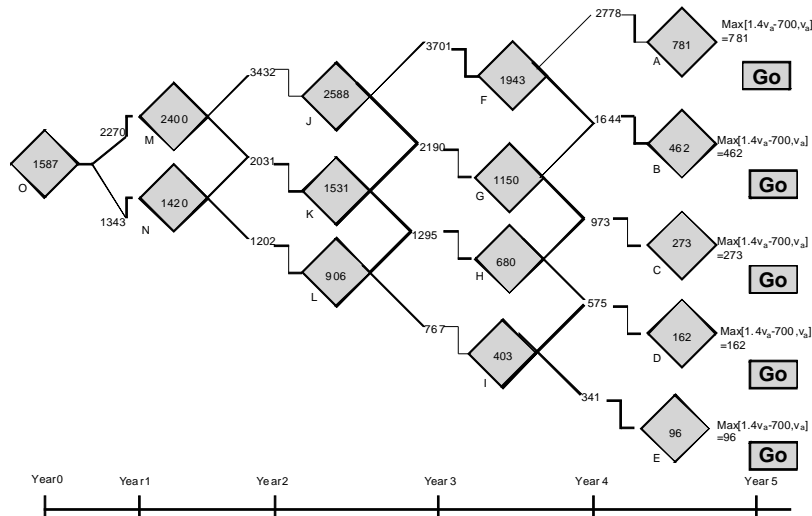 2778
Max[1.4va-700,va]
=781
781
A
Go
3701
1943
F
3432
2588
J
2270
2400
M
1644
Max[1.4va-700,va]
=462
462
B
Go
2190
1150
G
2031
1531
K
1587
O
1420
N
1343
973
Max[1.4va-700,va]
=273
273
C
Go
1295
680
H
1202
906
L
575
Max[1.4va-700,va]
=162
162
D
Go
767
403
I
341
Max[1.4va-700,va]
=96
96
E
Go
Year0 Year1 Year2 Year3 Year4 Year5